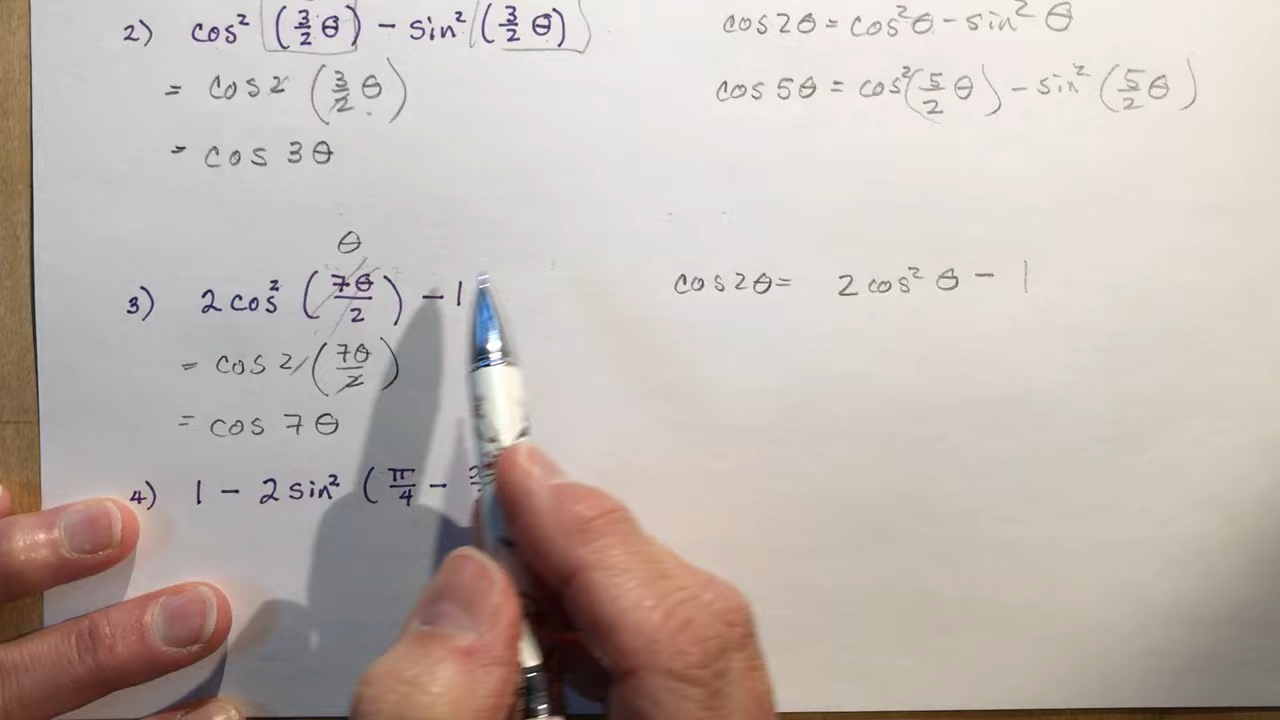 2) cos² (3/2 θ) - sin² (3/2 θ)
= cos 2 (3/2 θ)
= cos 3θ
cos 2θ = cos² θ - sin² θ
cos 5θ = cos² (5/2 θ) - sin² (5/2 θ)
θ
3) 2 cos² (7θ/2) - 1
= cos 2 (7θ/2)
= cos 7θ
cos 2θ = 2 cos² θ - 1
4) 1 - 2 sin² (π/4 -